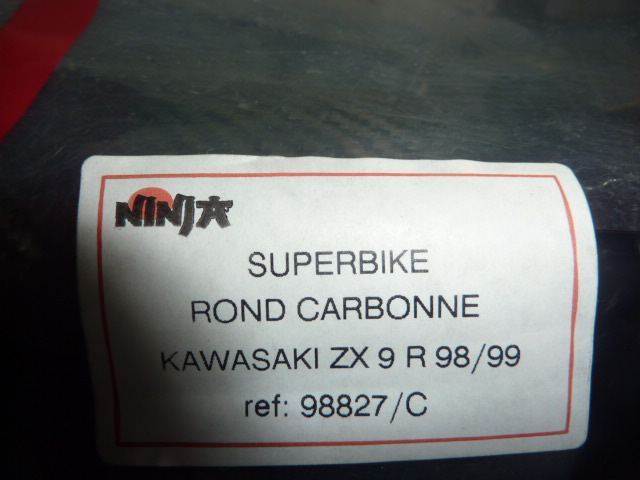 NINJA
SUPERBIKE
ROND CARBONNE
KAWASAKI ZX 9 R 98/99
ref: 98827/C